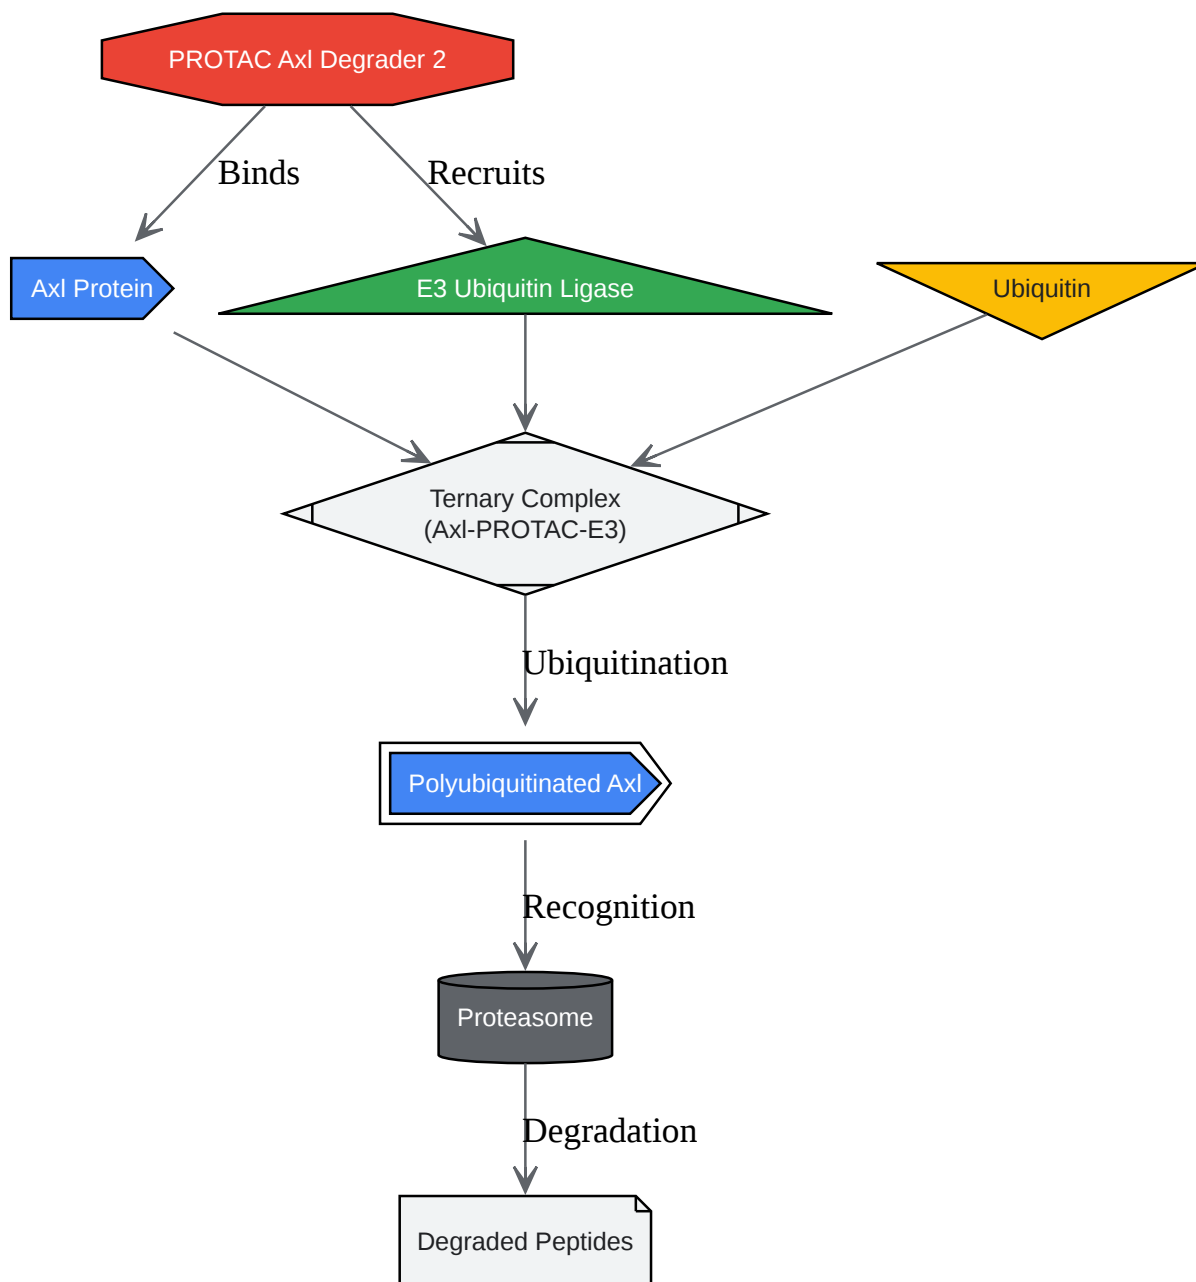 PROTAC Axl Degrader 2
Binds
Recruits
Axl Protein
E3 Ubiquitin Ligase
Ubiquitin
Ternary Complex
(Axl-PROTAC-E3)
Ubiquitination
Polyubiquitinated Axl
Recognition
Proteasome
Degradation
Degraded Peptides